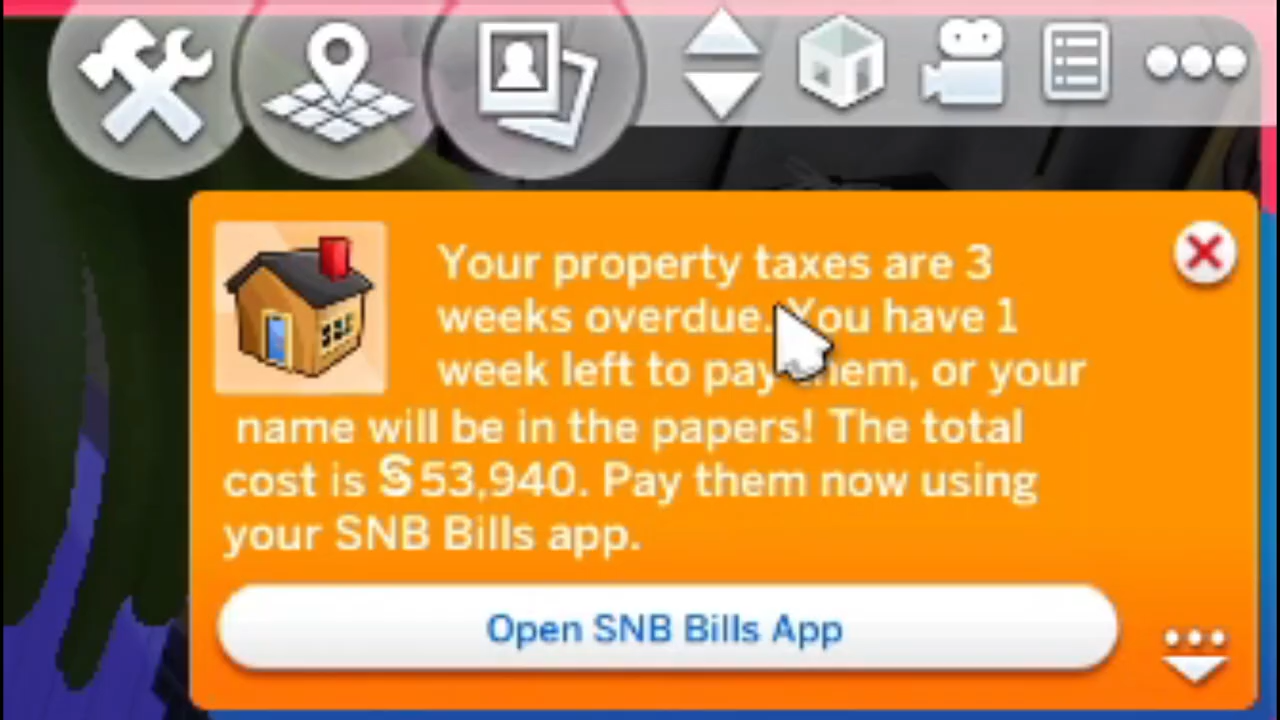 Your property taxes are 3
weeks overdue. You have 1
week left to pay them, or your
name will be in the papers! The total
cost is §53,940. Pay them now using
your SNB Bills app.
Open SNB Bills App